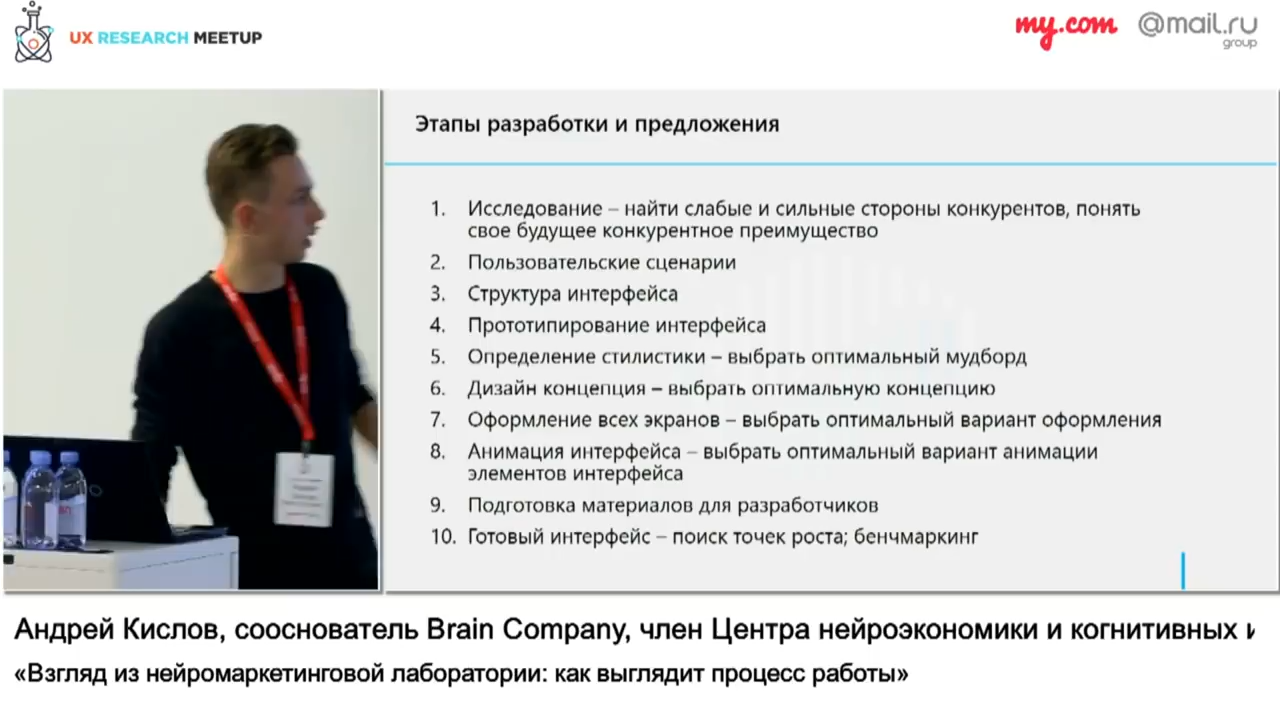 UX RESEARCH MEETUP
my.com @mail.ru
group
Этапы разработки и предложения
1. Исследование – найти слабые и сильные стороны конкурентов, понять
свое будущее конкурентное преимущество
2. Пользовательские сценарии
3. Структура интерфейса
4. Прототипирование интерфейса
5. Определение стилистики – выбрать оптимальный мудборд
6. Дизайн концепция – выбрать оптимальную концепцию
7. Оформление всех экранов – выбрать оптимальный вариант оформления
8. Анимация интерфейса – выбрать оптимальный вариант анимации
элементов интерфейса
9. Подготовка материалов для разработчиков
10. Готовый интерфейс – поиск точек роста; бенчмаркинг
Андрей Кислов, сооснователь Brain Company, член Центра нейроэкономики и когнитивных
«Взгляд из нейромаркетинговой лаборатории: как выглядит процесс работы»